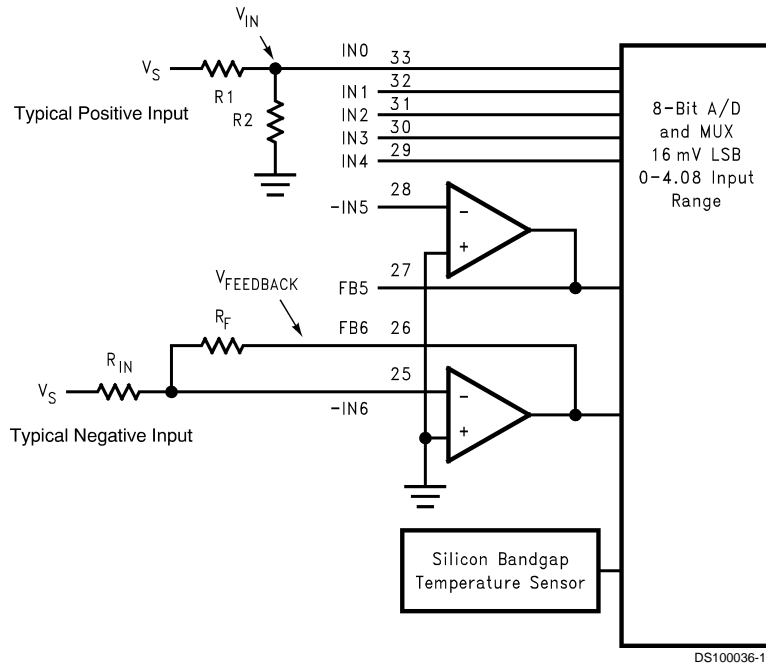 V_IN
IN0 33
V_S
R1
IN1 32
Typical Positive Input
R2
IN2 31
IN3 30
IN4 29
8-Bit A/D
and MUX
16 mV LSB
0-4.08 Input
Range
-IN5 28
-
+
V_FEEDBACK
FB5 27
R_F
FB6 26
R_IN
25
V_S
-IN6
-
+
Typical Negative Input
Silicon Bandgap
Temperature Sensor
DS100036-1